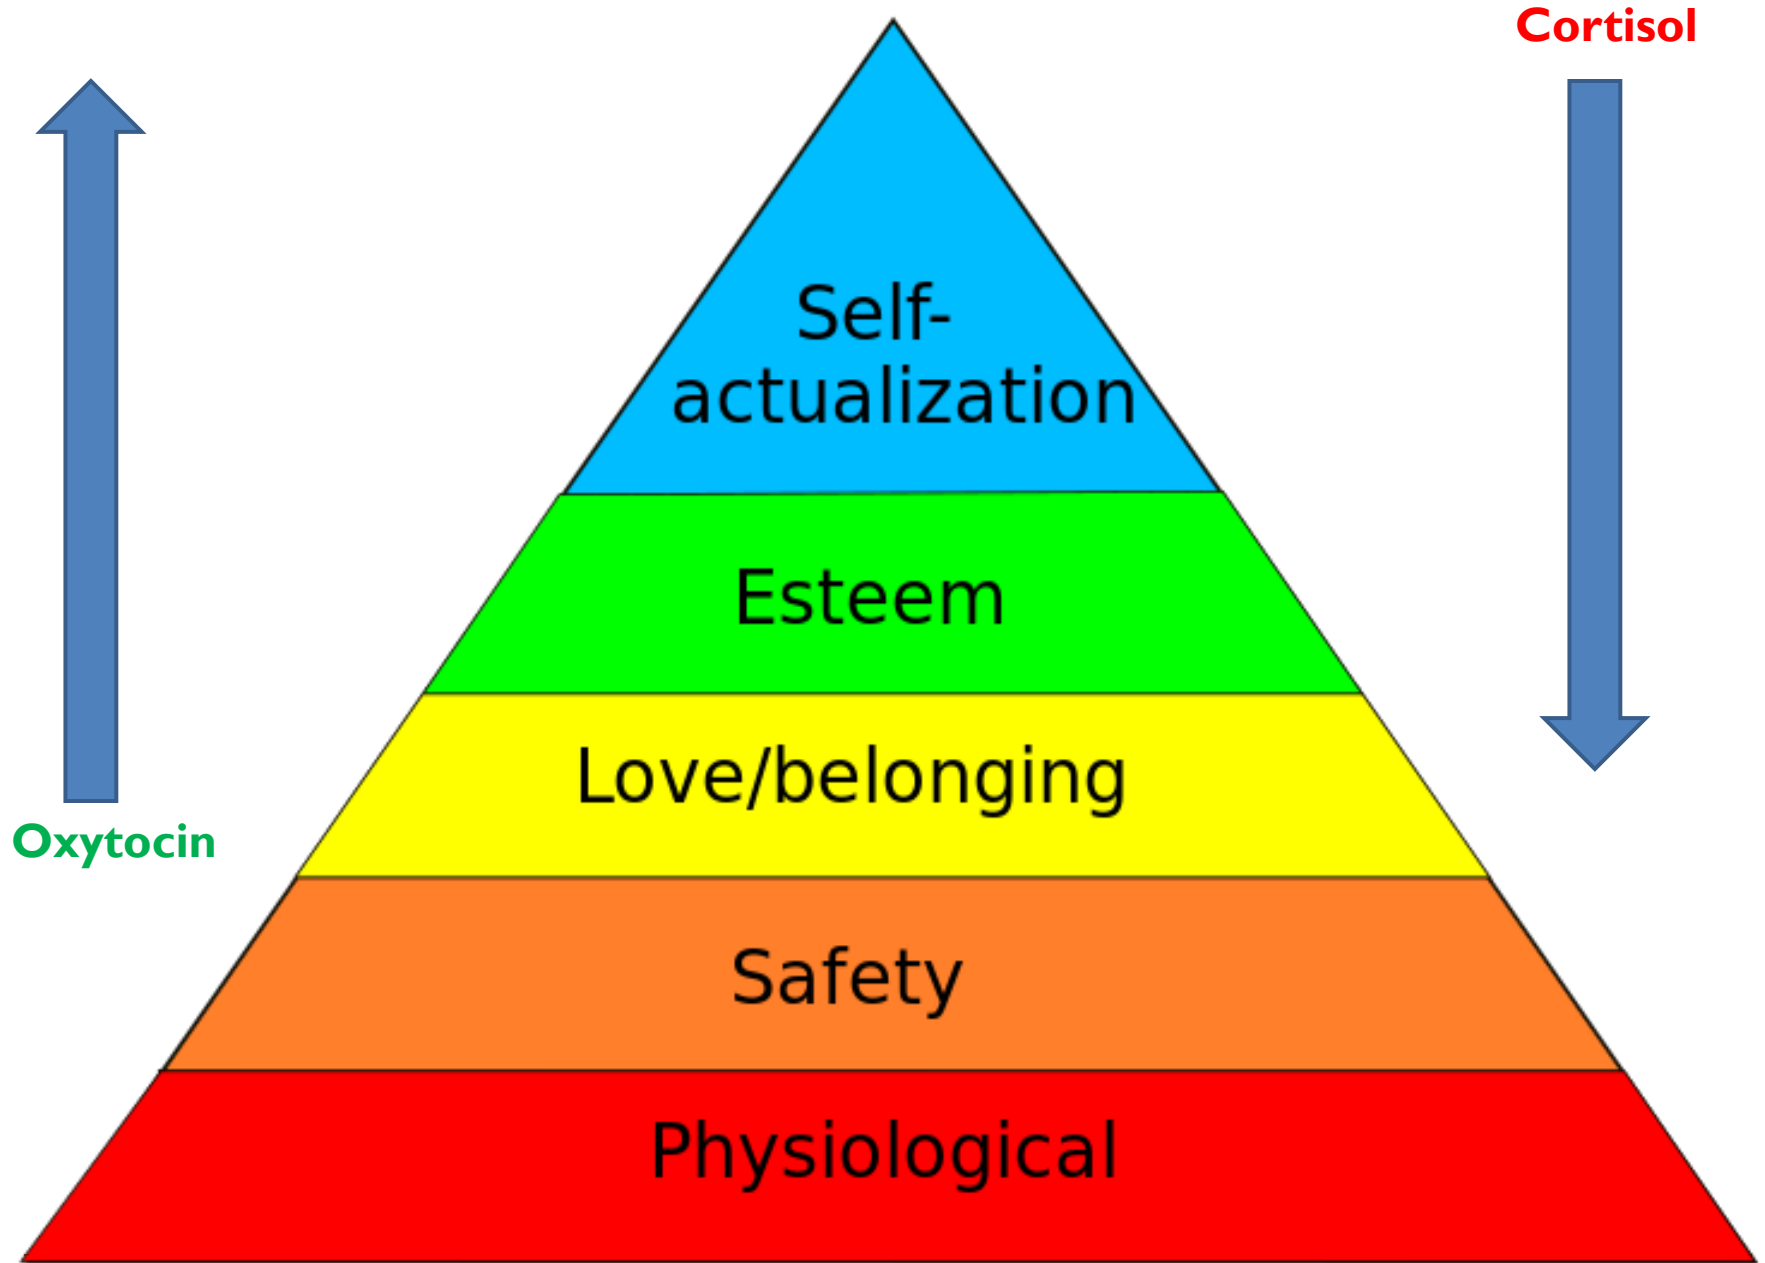 Cortisol
Self-
actualization
Esteem
Love/belonging
Oxytocin
Safety
Physiological